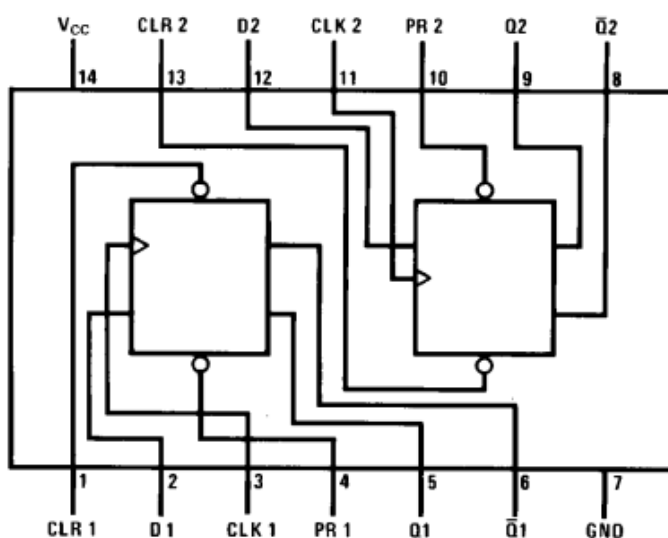 V_CC CLR 2 D2 CLK 2 PR 2 Q2 Q̅2
14 13 12 11 10 9 8
1 2 3 4 5 6 7
CLR 1 D1 CLK 1 PR 1 Q1 Q̅1 GND